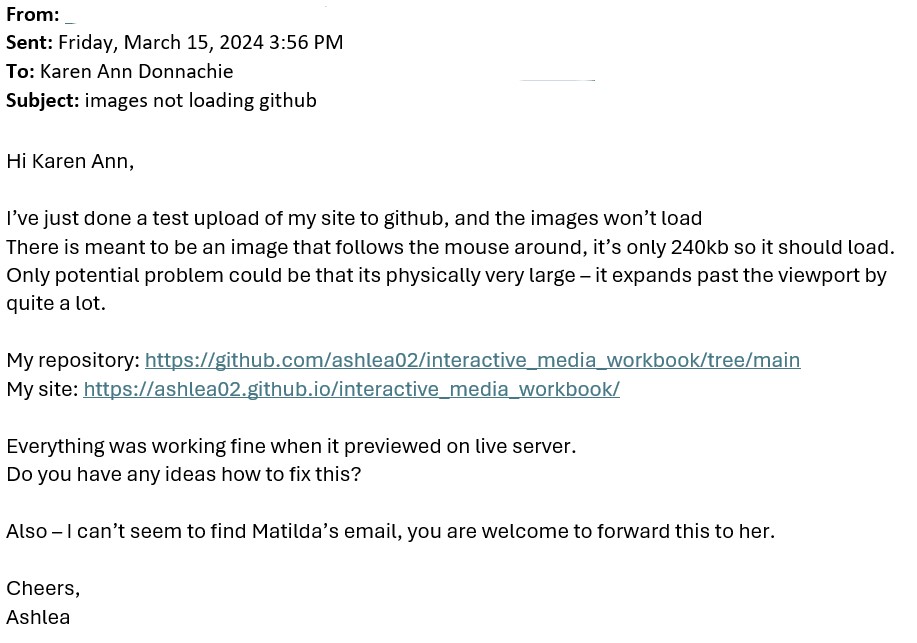 From: _
Sent: Friday, March 15, 2024 3:56 PM
To: Karen Ann Donnachie
Subject: images not loading github
Hi Karen Ann,
I’ve just done a test upload of my site to github, and the images won’t load
There is meant to be an image that follows the mouse around, it’s only 240kb so it should load.
Only potential problem could be that its physically very large – it expands past the viewport by
quite a lot.
My repository: https://github.com/ashlea02/interactive_media_workbook/tree/main
My site: https://ashlea02.github.io/interactive_media_workbook/
Everything was working fine when it previewed on live server.
Do you have any ideas how to fix this?
Also – I can’t seem to find Matilda’s email, you are welcome to forward this to her.
Cheers,
Ashlea